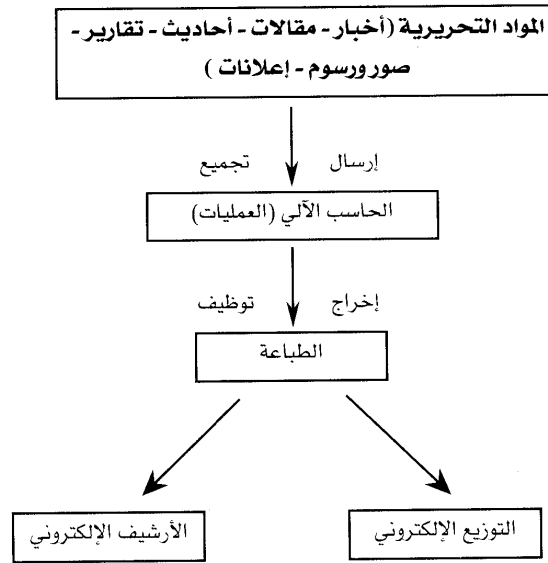 المواد التحريرية (أخبار - مقالات - أحاديث - تقارير -
صور ورسوم - إعلانات )
إرسال تجميع
الحاسب الآلي (العمليات)
إخراج توظيف
الطباعة
التوزيع الإلكتروني الأرشيف الإلكتروني